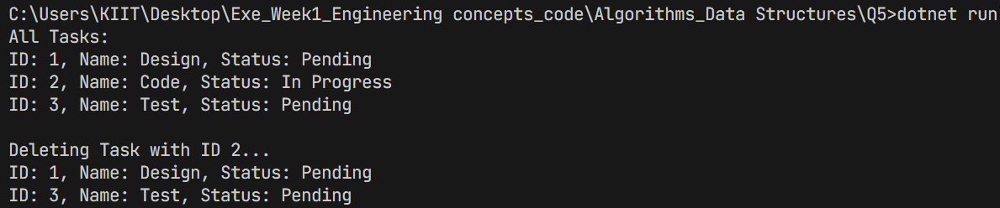 C:\Users\KIIT\Desktop\Exe_Week1_Engineering concepts_code\Algorithms_Data Structures\Q5>dotnet run
All Tasks:
ID: 1, Name: Design, Status: Pending
ID: 2, Name: Code, Status: In Progress
ID: 3, Name: Test, Status: Pending

Deleting Task with ID 2...
ID: 1, Name: Design, Status: Pending
ID: 3, Name: Test, Status: Pending